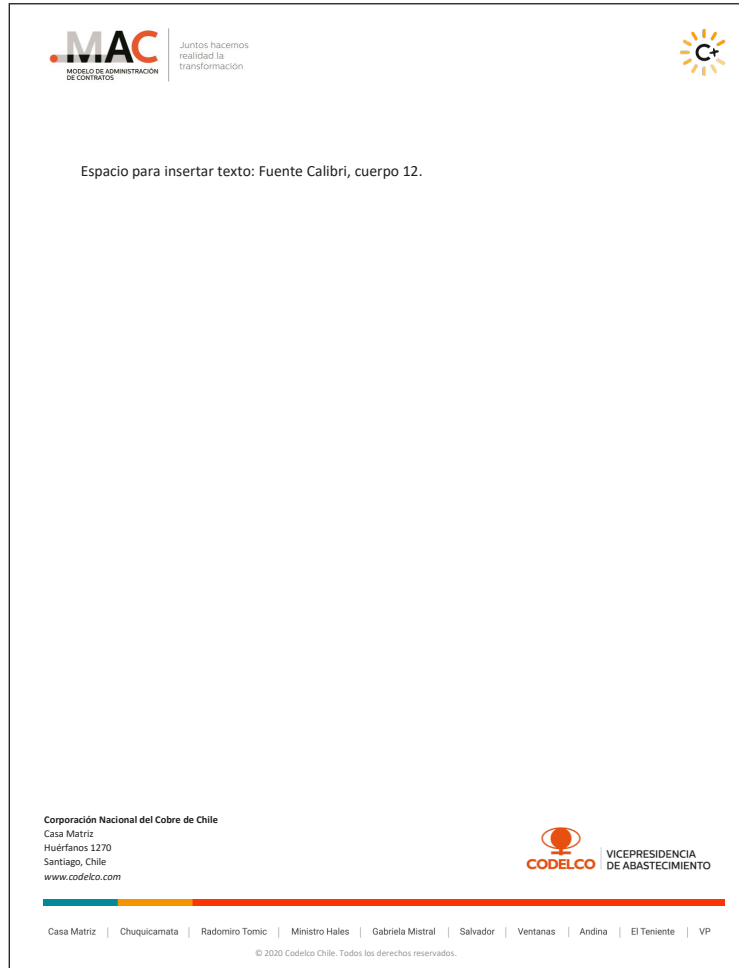 .MAC
MODELO DE ADMINISTRACIÓN
DE CONTRATOS
Juntos hacemos
realidad la
transformación
C+
Espacio para insertar texto: Fuente Calibri, cuerpo 12.
Corporación Nacional del Cobre de Chile
Casa Matriz
Huérfanos 1270
Santiago, Chile
www.codelco.com
CODELCO
VICEPRESIDENCIA
DE ABASTECIMIENTO
Casa Matriz | Chuquicamata | Radomiro Tomic | Ministro Hales | Gabriela Mistral | Salvador | Ventanas | Andina | El Teniente | VP
© 2020 Codelco Chile. Todos los derechos reservados.